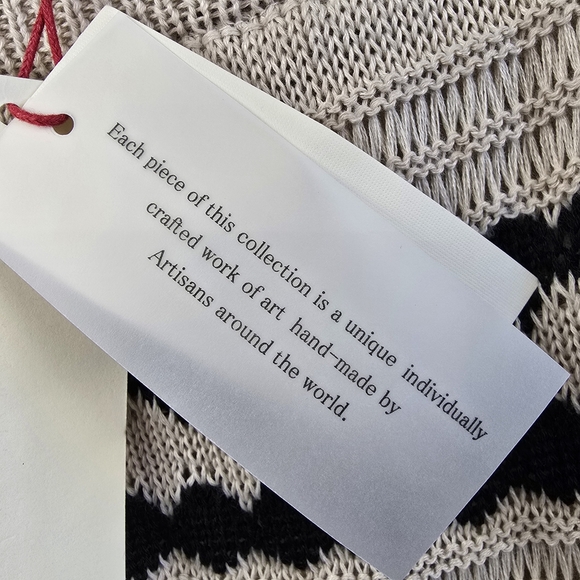 Each piece of this collection is a unique individually
crafted work of art hand-made by
Artisans around the world.